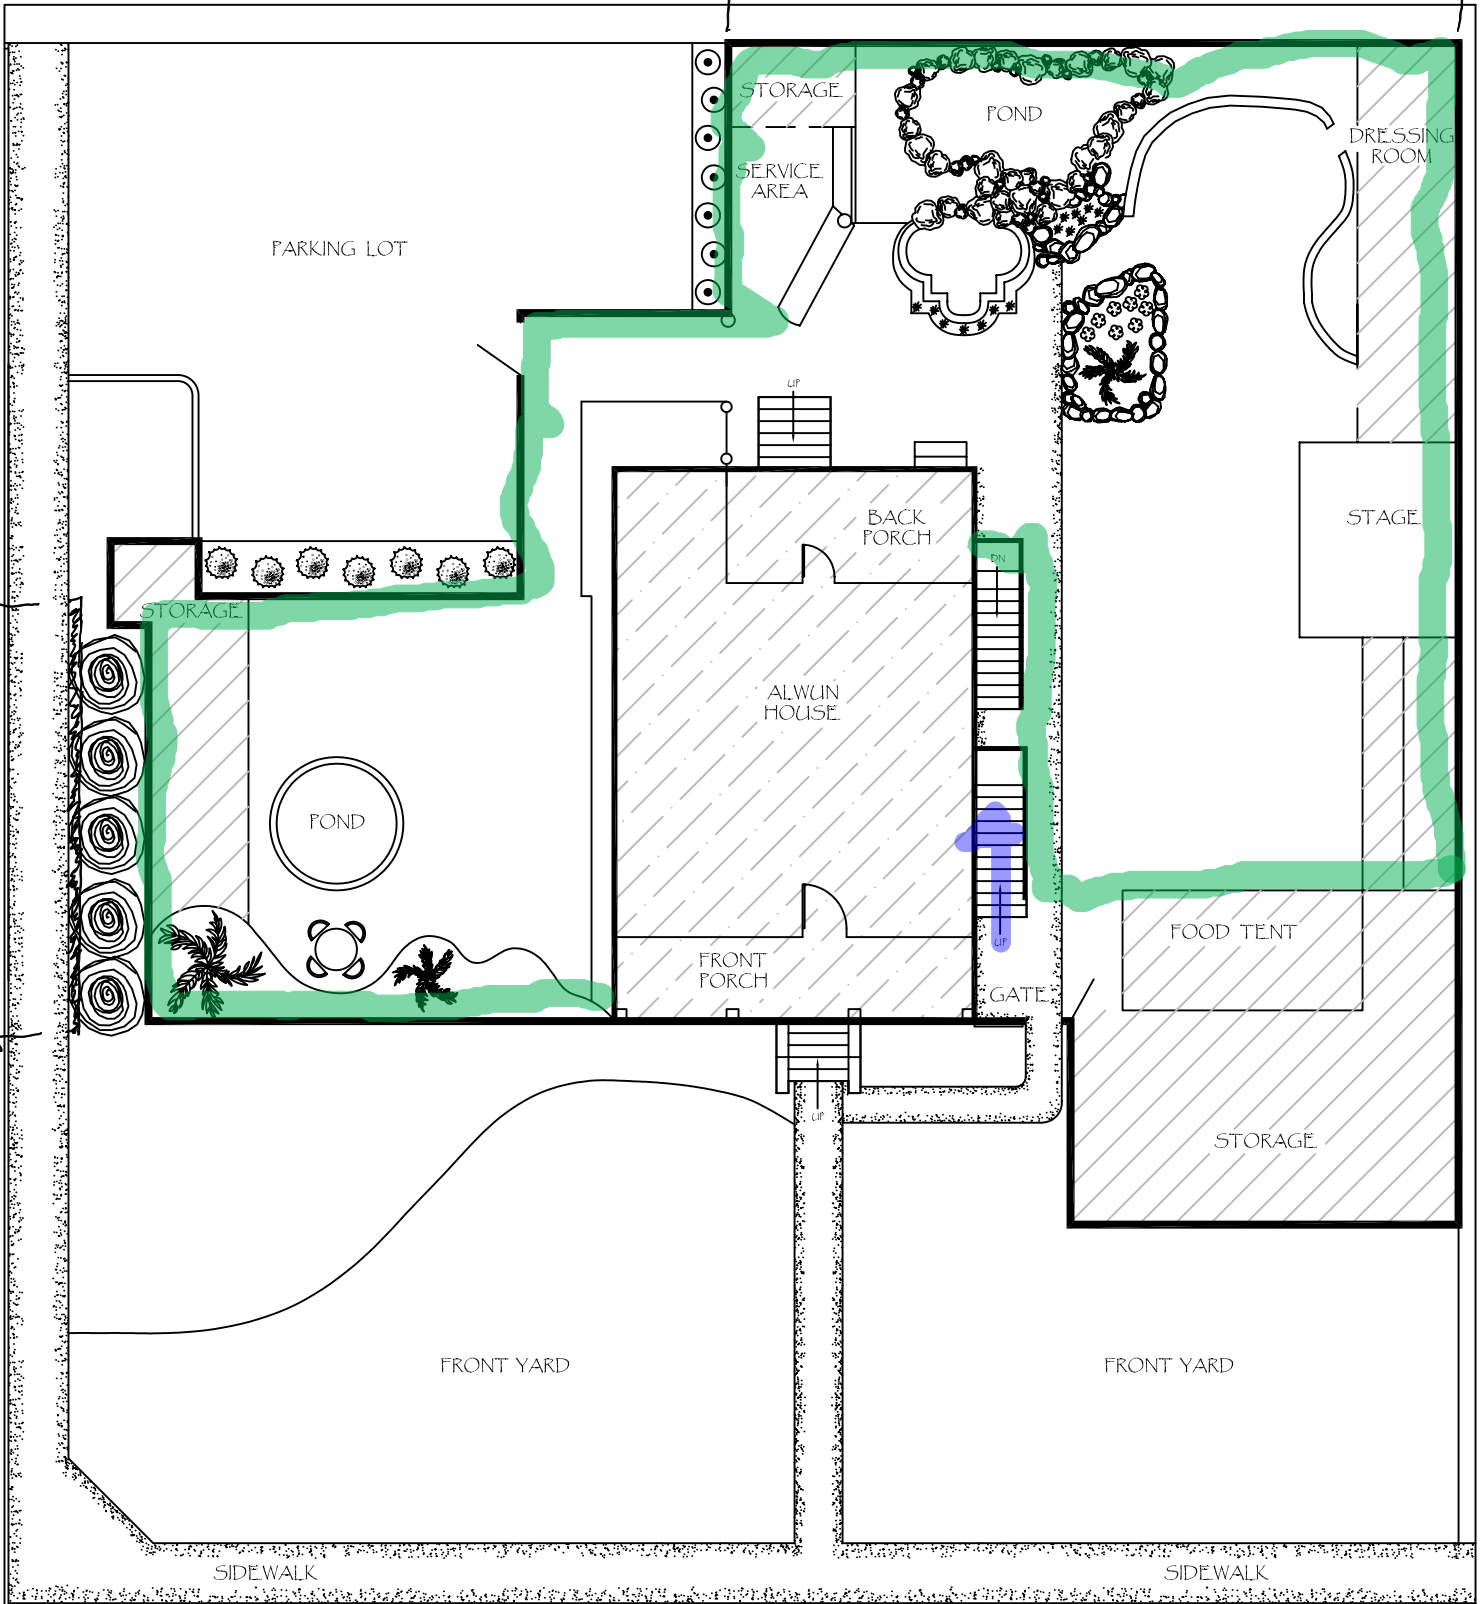 STORAGE
POND
DRESSING
ROOM
SERVICE
AREA
PARKING LOT
UP
BACK
PORCH
STAGE
DN
STORAGE
ALWUN
HOUSE
POND
FOOD TENT
UP
FRONT
PORCH
GATE
UP
STORAGE
FRONT YARD
FRONT YARD
SIDEWALK
SIDEWALK